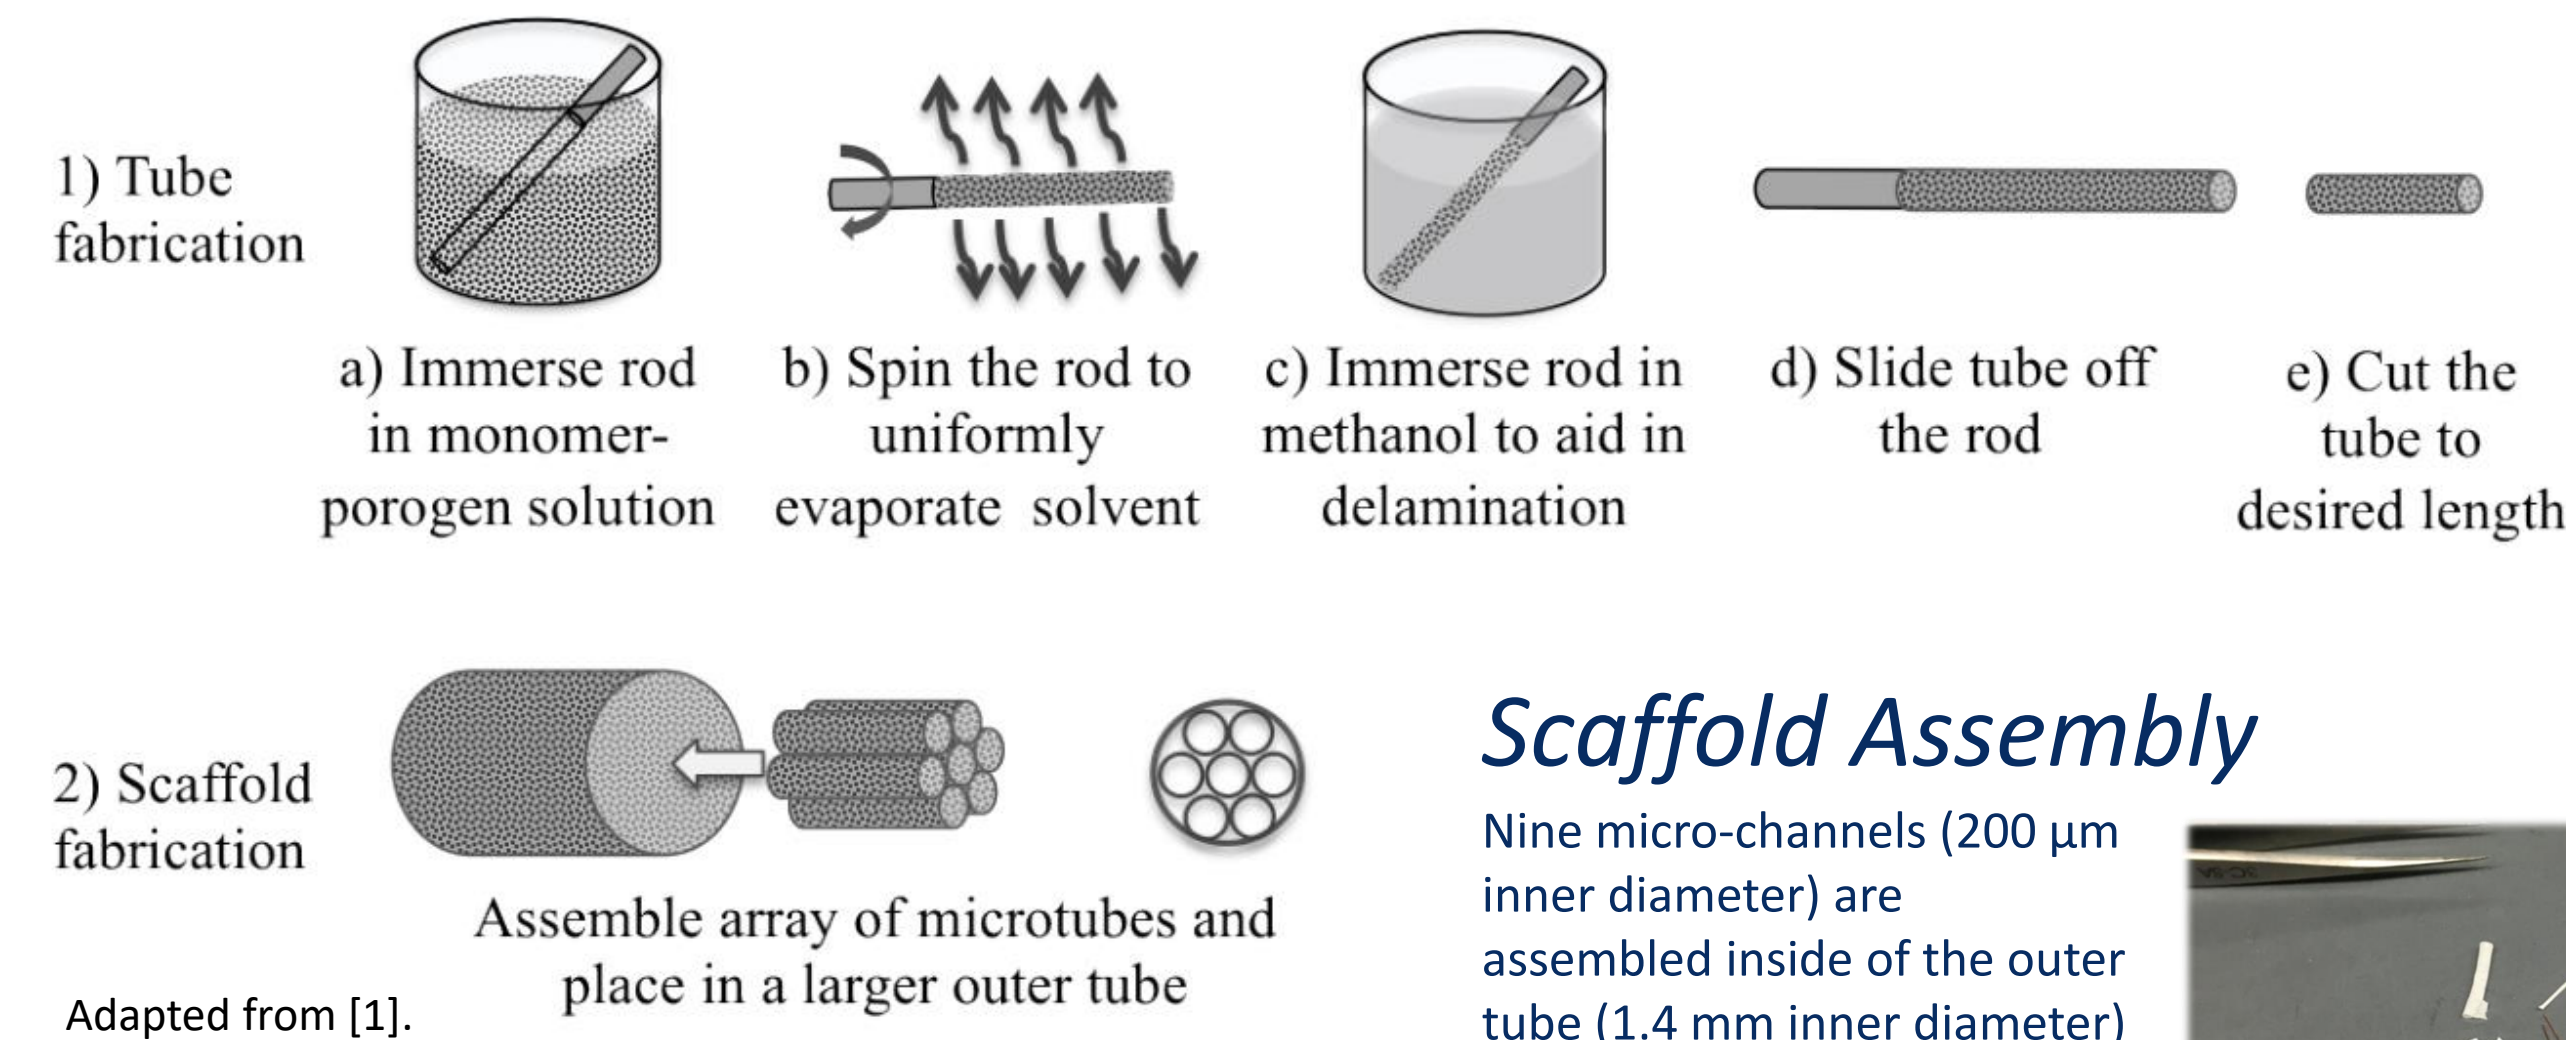 1) Tube
fabrication
a) Immerse rod
in monomer-
porogen solution
b) Spin the rod to
uniformly
evaporate solvent
c) Immerse rod in
methanol to aid in
delamination
d) Slide tube off
the rod
e) Cut the
tube to
desired length
2) Scaffold
fabrication
Assemble array of microtubes and
place in a larger outer tube
Adapted from [1].
Scaffold Assembly
Nine micro-channels (200 μm
inner diameter) are
assembled inside of the outer
tube (1.4 mm inner diameter)